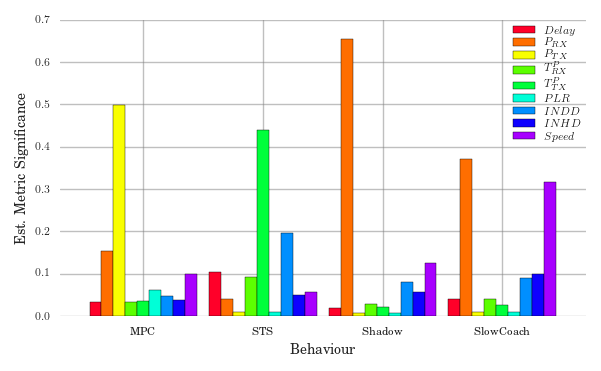 0.7
0.6
0.5
0.4
0.3
0.2
0.1
0.0
Est. Metric Significance
MPC
STS
Shadow
SlowCoach
Behaviour
Delay
P_RX
P_TX
T^P_RX
T^P_TX
PLR
INDD
INHD
Speed